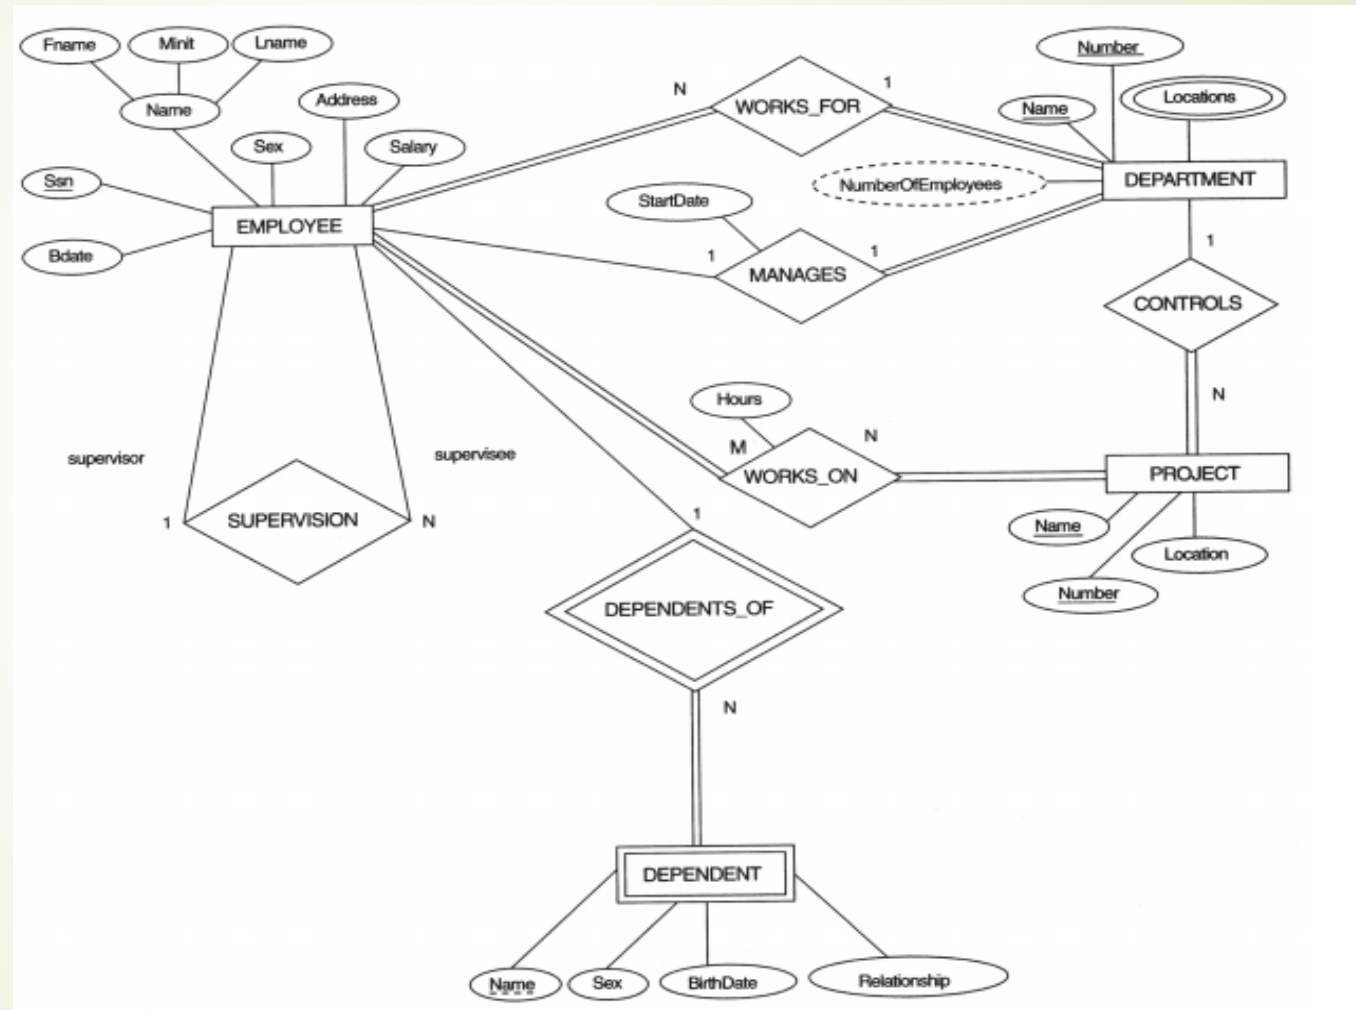 Fname
Minit
Lname
Name
Address
Sex
Salary
Ssn
Bdate
EMPLOYEE
N
WORKS_FOR
1
Number
Name
Locations
NumberOfEmployees
DEPARTMENT
StartDate
1
MANAGES
1
1
CONTROLS
N
Hours
M
N
WORKS_ON
PROJECT
Name
Number
Location
supervisor
supervisee
1
SUPERVISION
N
1
DEPENDENTS_OF
N
DEPENDENT
Name
Sex
BirthDate
Relationship